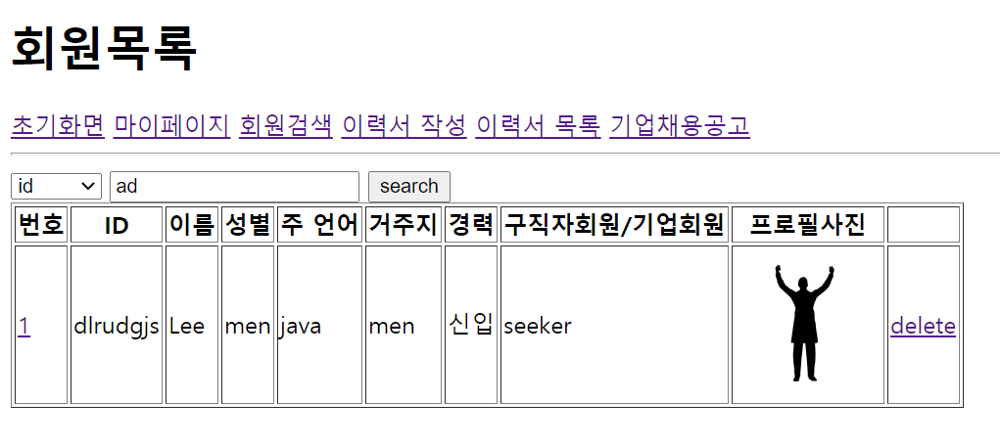 회원목록
초기화면 마이페이지 회원검색 이력서 작성 이력서 목록 기업채용공고
id ad search
번호 ID 이름 성별 주 언어 거주지 경력 구직자회원/기업회원 프로필사진
1 dlrudgjs Lee men java men 신입 seeker delete